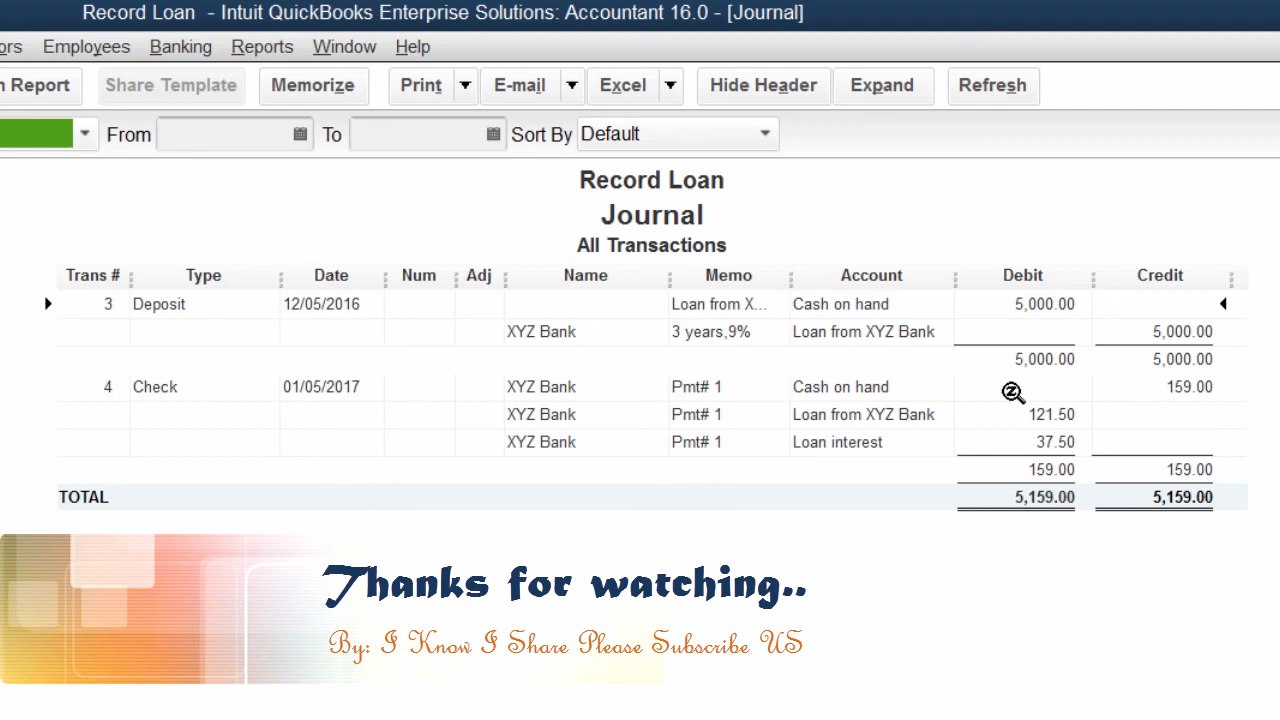 Record Loan - Intuit QuickBooks Enterprise Solutions: Accountant 16.0 - [Journal]
ors Employees Banking Reports Window Help
n Report Share Template Memorize Print E-mail Excel Hide Header Expand Refresh
From To Sort By Default
Record Loan
Journal
All Transactions
Trans # Type Date Num Adj Name Memo Account Debit Credit
3 Deposit 12/05/2016 Loan from X... Cash on hand 5,000.00
XYZ Bank 3 years,9% Loan from XYZ Bank 5,000.00
5,000.00 5,000.00
4 Check 01/05/2017 XYZ Bank Pmt# 1 Cash on hand 159.00
XYZ Bank Pmt# 1 Loan from XYZ Bank 121.50
XYZ Bank Pmt# 1 Loan interest 37.50
159.00 159.00
TOTAL 5,159.00 5,159.00
Thanks for watching..
By: I Know I Share Please Subscribe US